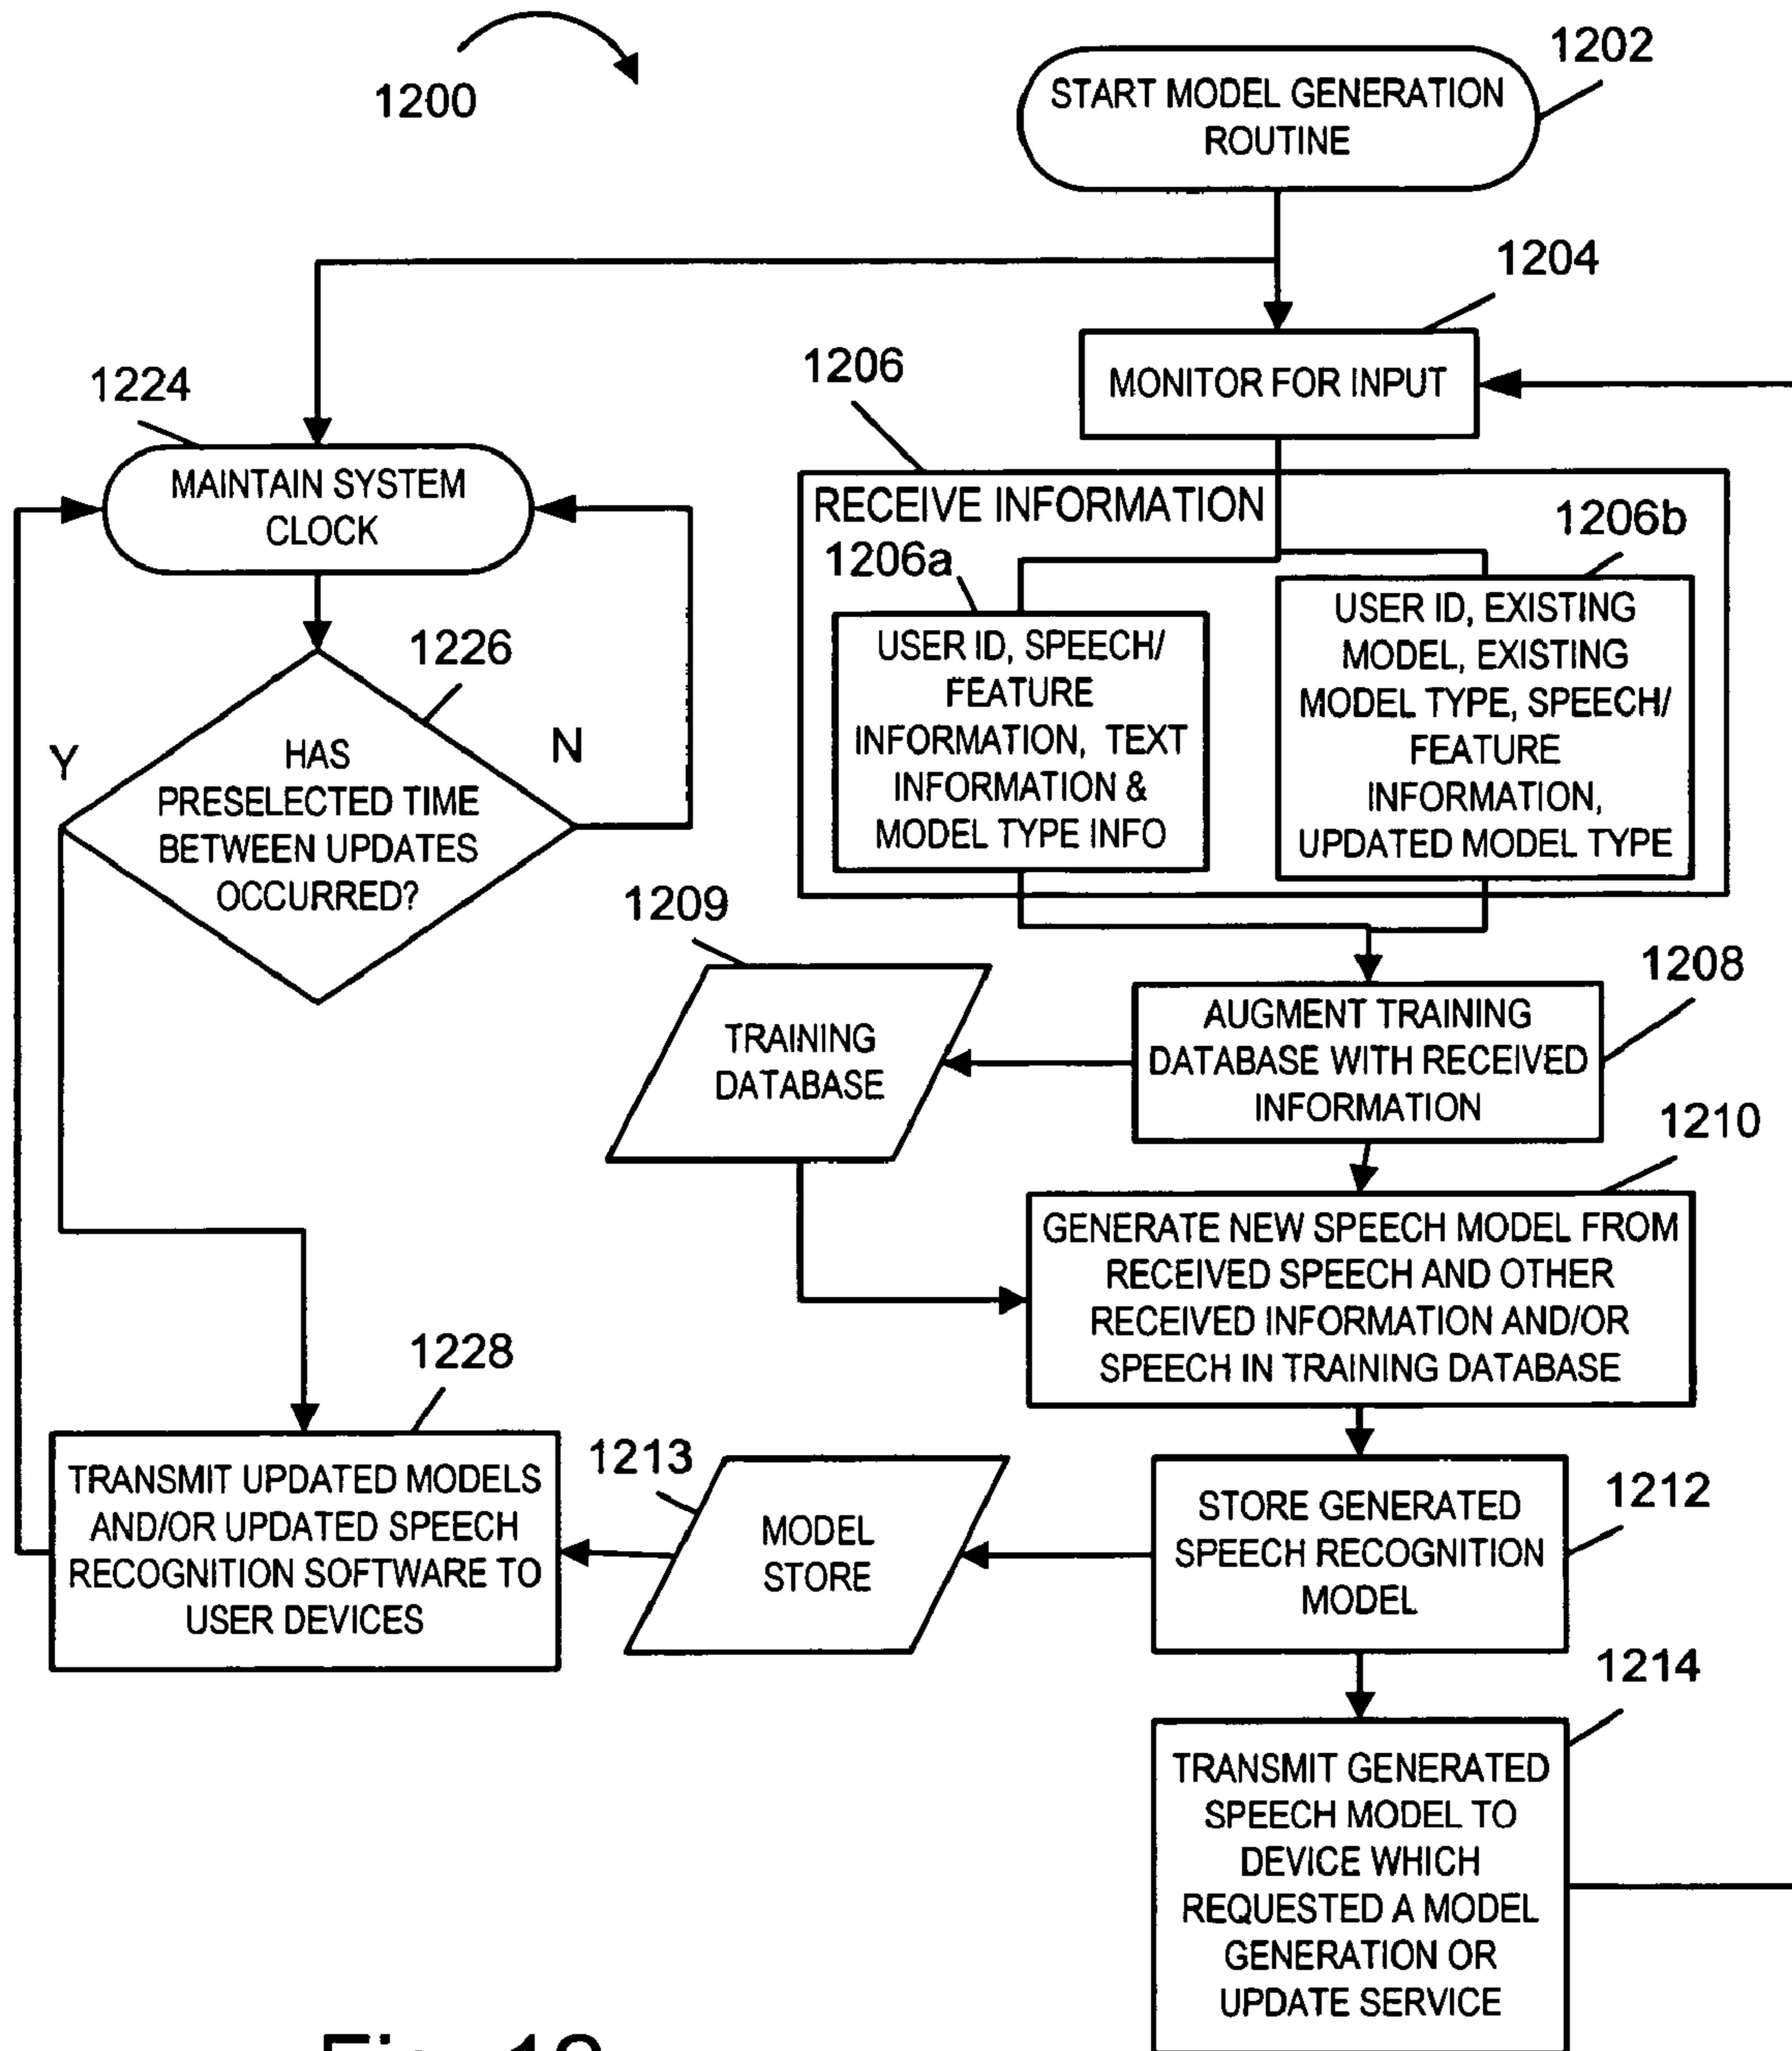 1200
1202
START MODEL GENERATION
ROUTINE
1204
MONITOR FOR INPUT
1206
RECEIVE INFORMATION
1206a
USER ID, SPEECH/
FEATURE
INFORMATION, TEXT
INFORMATION &
MODEL TYPE INFO
1206b
USER ID, EXISTING
MODEL, EXISTING
MODEL TYPE, SPEECH/
FEATURE
INFORMATION,
UPDATED MODEL TYPE
1224
MAINTAIN SYSTEM
CLOCK
1226
Y
N
HAS
PRESELECTED TIME
BETWEEN UPDATES
OCCURRED?
1209
TRAINING
DATABASE
1208
AUGMENT TRAINING
DATABASE WITH RECEIVED
INFORMATION
1210
GENERATE NEW SPEECH MODEL FROM
RECEIVED SPEECH AND OTHER
RECEIVED INFORMATION AND/OR
SPEECH IN TRAINING DATABASE
1228
TRANSMIT UPDATED MODELS
AND/OR UPDATED SPEECH
RECOGNITION SOFTWARE TO
USER DEVICES
1213
MODEL
STORE
1212
STORE GENERATED
SPEECH RECOGNITION
MODEL
1214
TRANSMIT GENERATED
SPEECH MODEL TO
DEVICE WHICH
REQUESTED A MODEL
GENERATION OR
UPDATE SERVICE